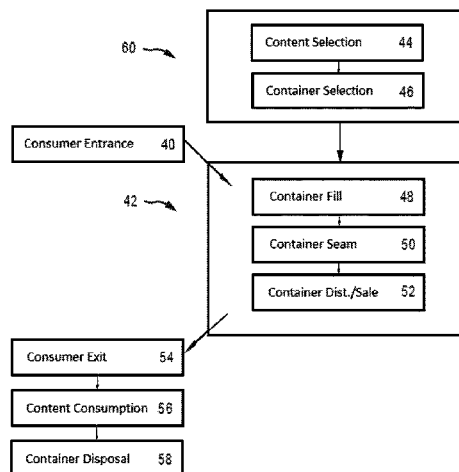 60
Content Selection 44
Container Selection 46
Consumer Entrance 40
42
Container Fill 48
Container Seam 50
Container Dist./Sale 52
Consumer Exit 54
Content Consumption 56
Container Disposal 58